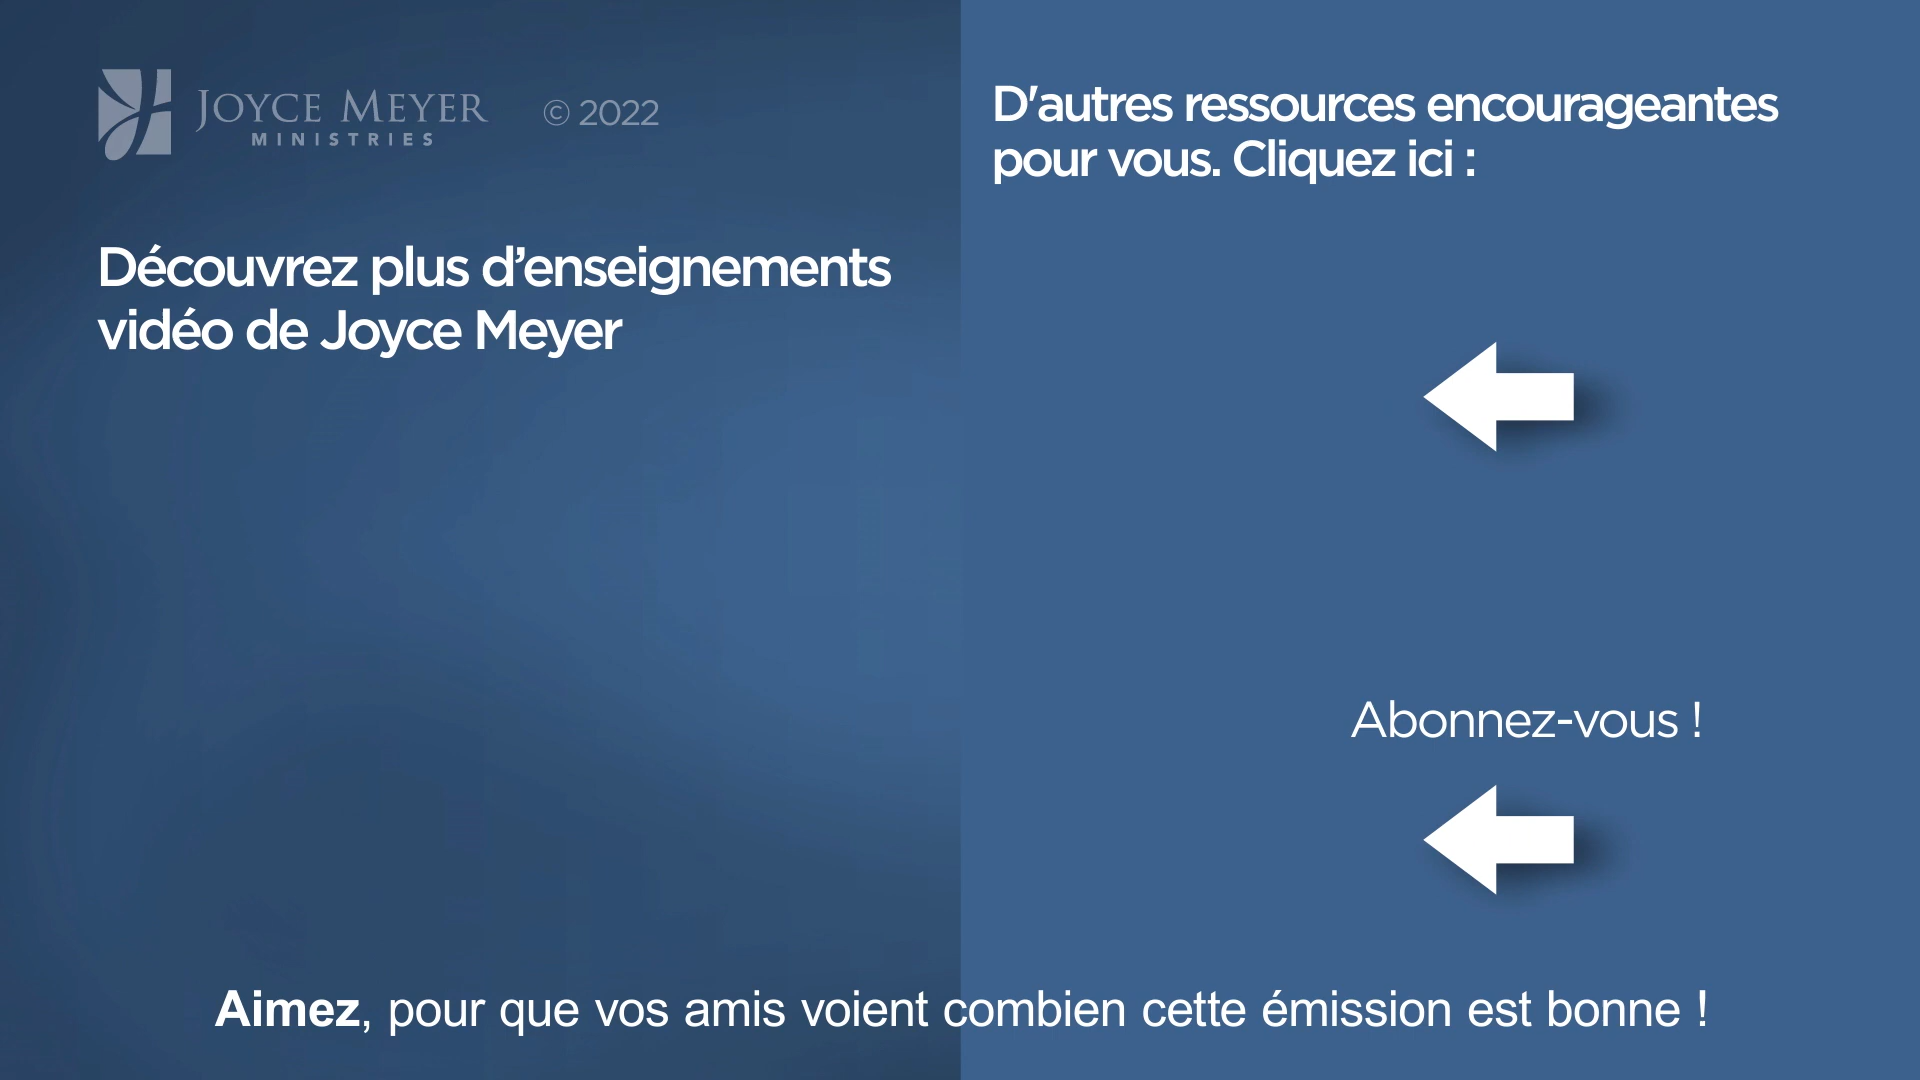 JOYCE MEYER
MINISTRIES
© 2022
Découvrez plus d’enseignements
vidéo de Joyce Meyer
D'autres ressources encourageantes
pour vous. Cliquez ici :
Abonnez-vous !
Aimez, pour que vos amis voient combien cette émission est bonne !